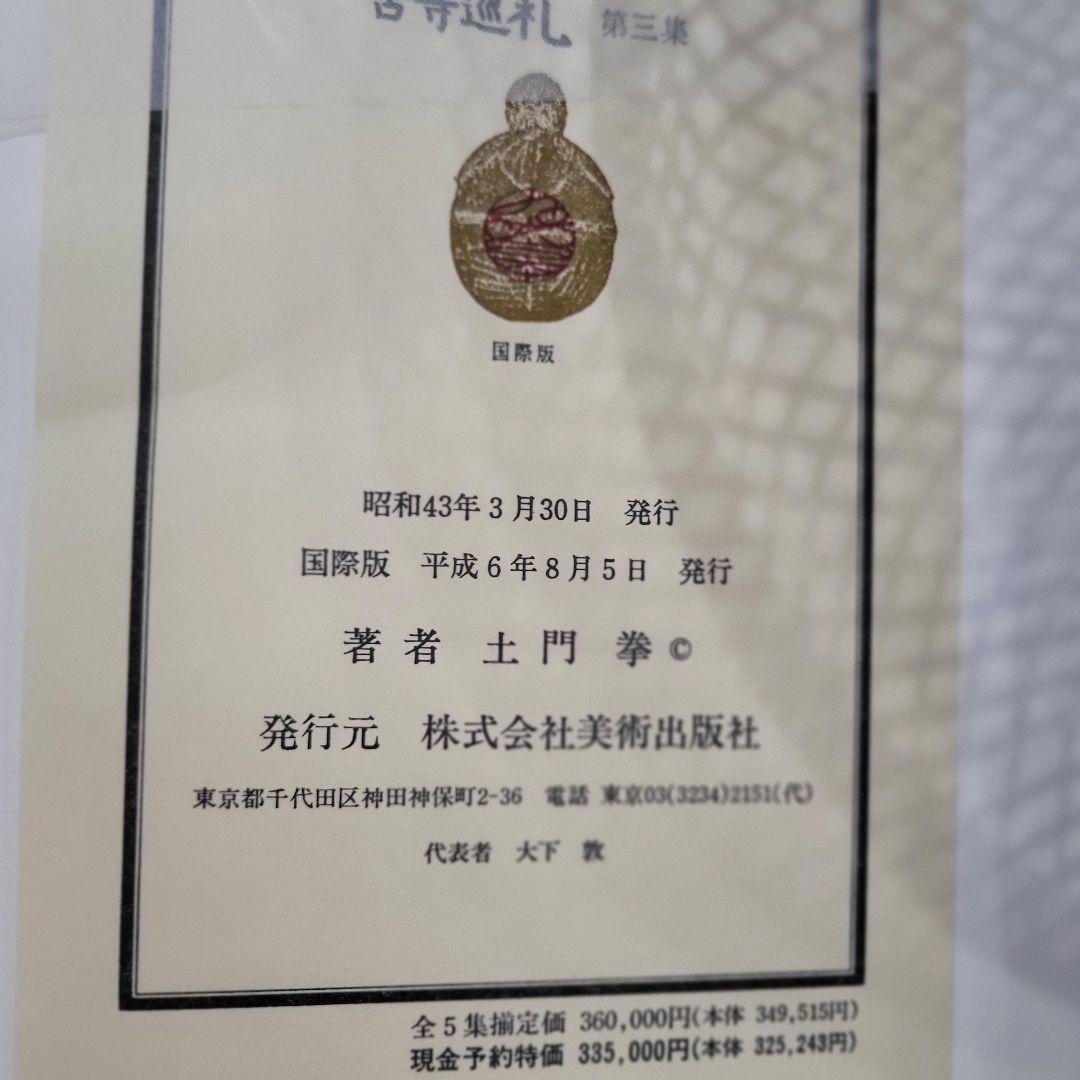 古寺巡礼 第三集
国際版
昭和43年3月30日 発行
国際版 平成6年8月5日 発行
著者 土門 拳©
発行元 株式会社美術出版社
東京都千代田区神田神保町2-36 電話 東京03(3234)2151(代)
代表者 大下 敦
全5集揃定価 360,000円(本体 349,515円)
現金予約特価 335,000円(本体 325,243円)